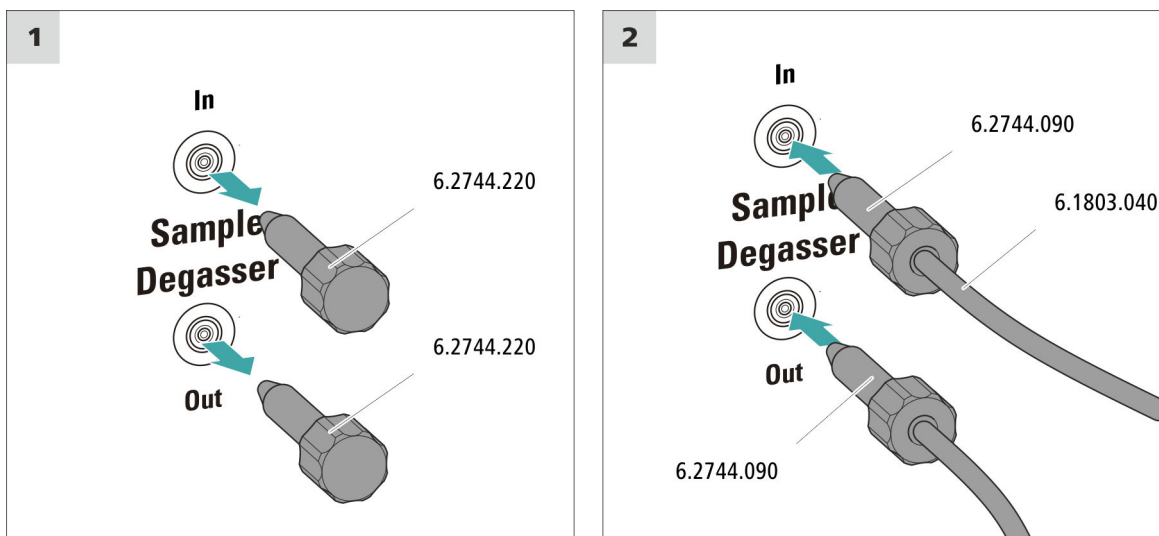 1
In
6.2744.220
Sample
Degasser
6.2744.220
Out
2
In
6.2744.090
6.1803.040
Sample
Degasser
Out
6.2744.090